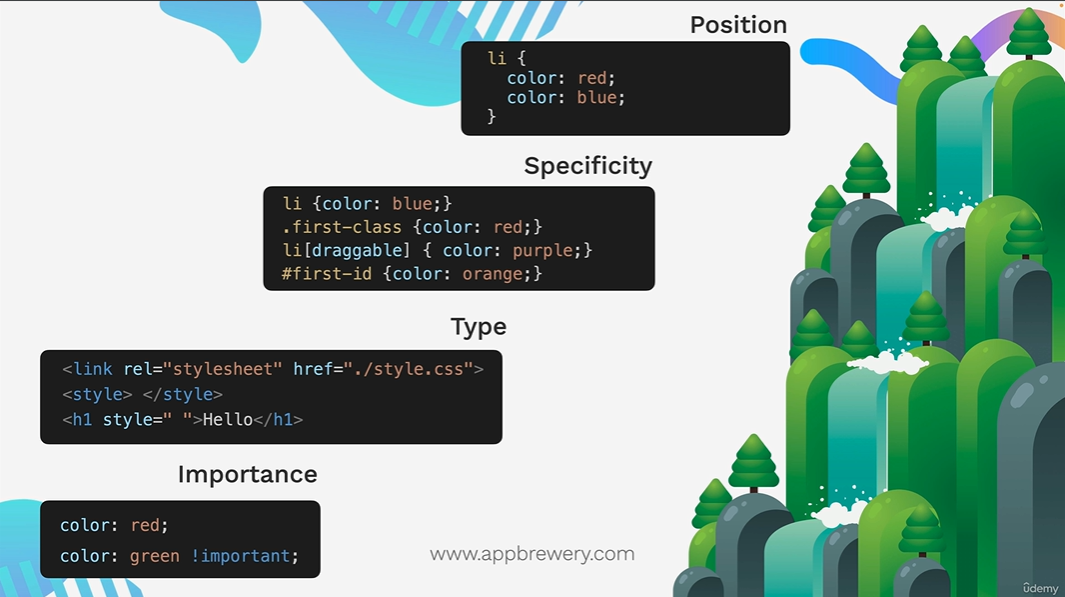 Position
li {
  color: red;
  color: blue;
}
Specificity
li {color: blue;}
.first-class {color: red;}
li[draggable] { color: purple;}
#first-id {color: orange;}
Type
<link rel="stylesheet" href="./style.css">
<style> </style>
<h1 style=" ">Hello</h1>
Importance
color: red;
color: green !important;
www.appbrewery.com
ûdemy